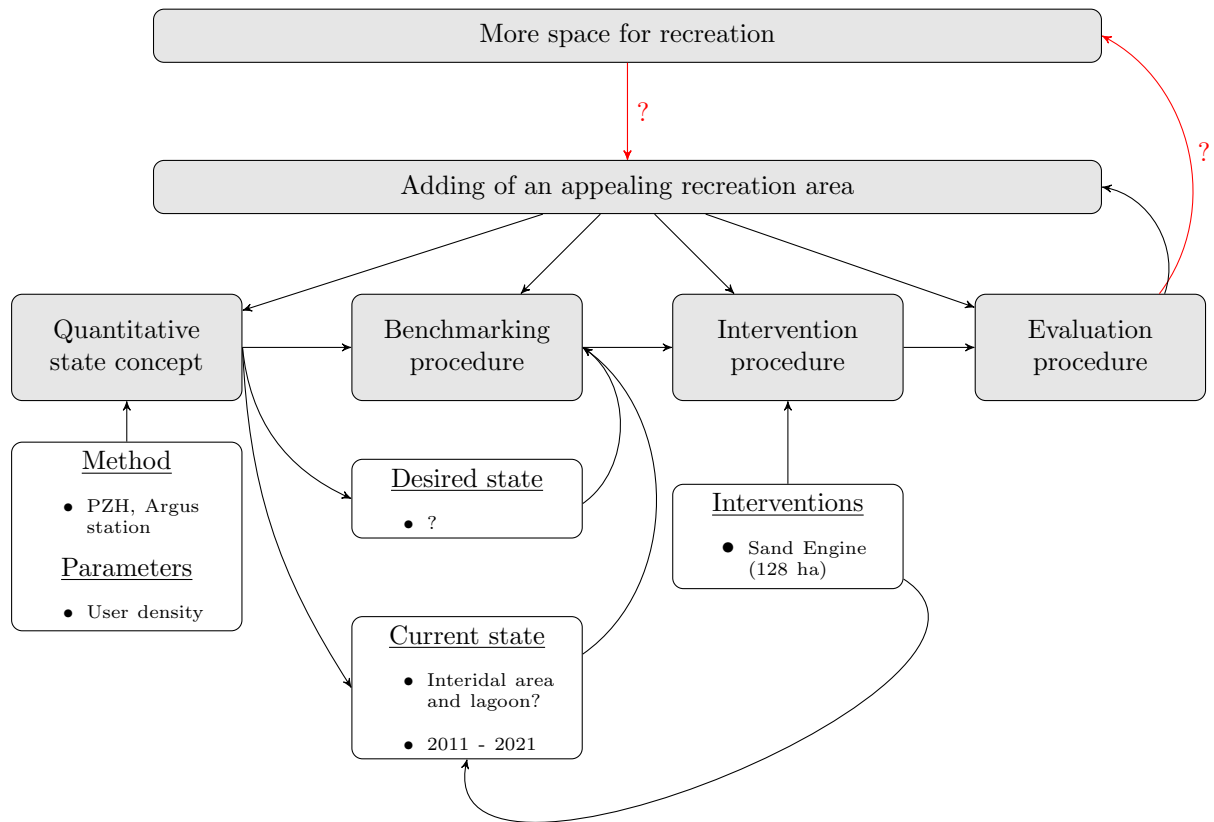 More space for recreation
?
?
Adding of an appealing recreation area
Quantitative
state concept
Benchmarking
procedure
Intervention
procedure
Evaluation
procedure
Method
• PZH, Argus
station
Parameters
• User density
Desired state
• ?
Interventions
• Sand Engine
(128 ha)
Current state
• Interidal area
and lagoon?
• 2011 - 2021